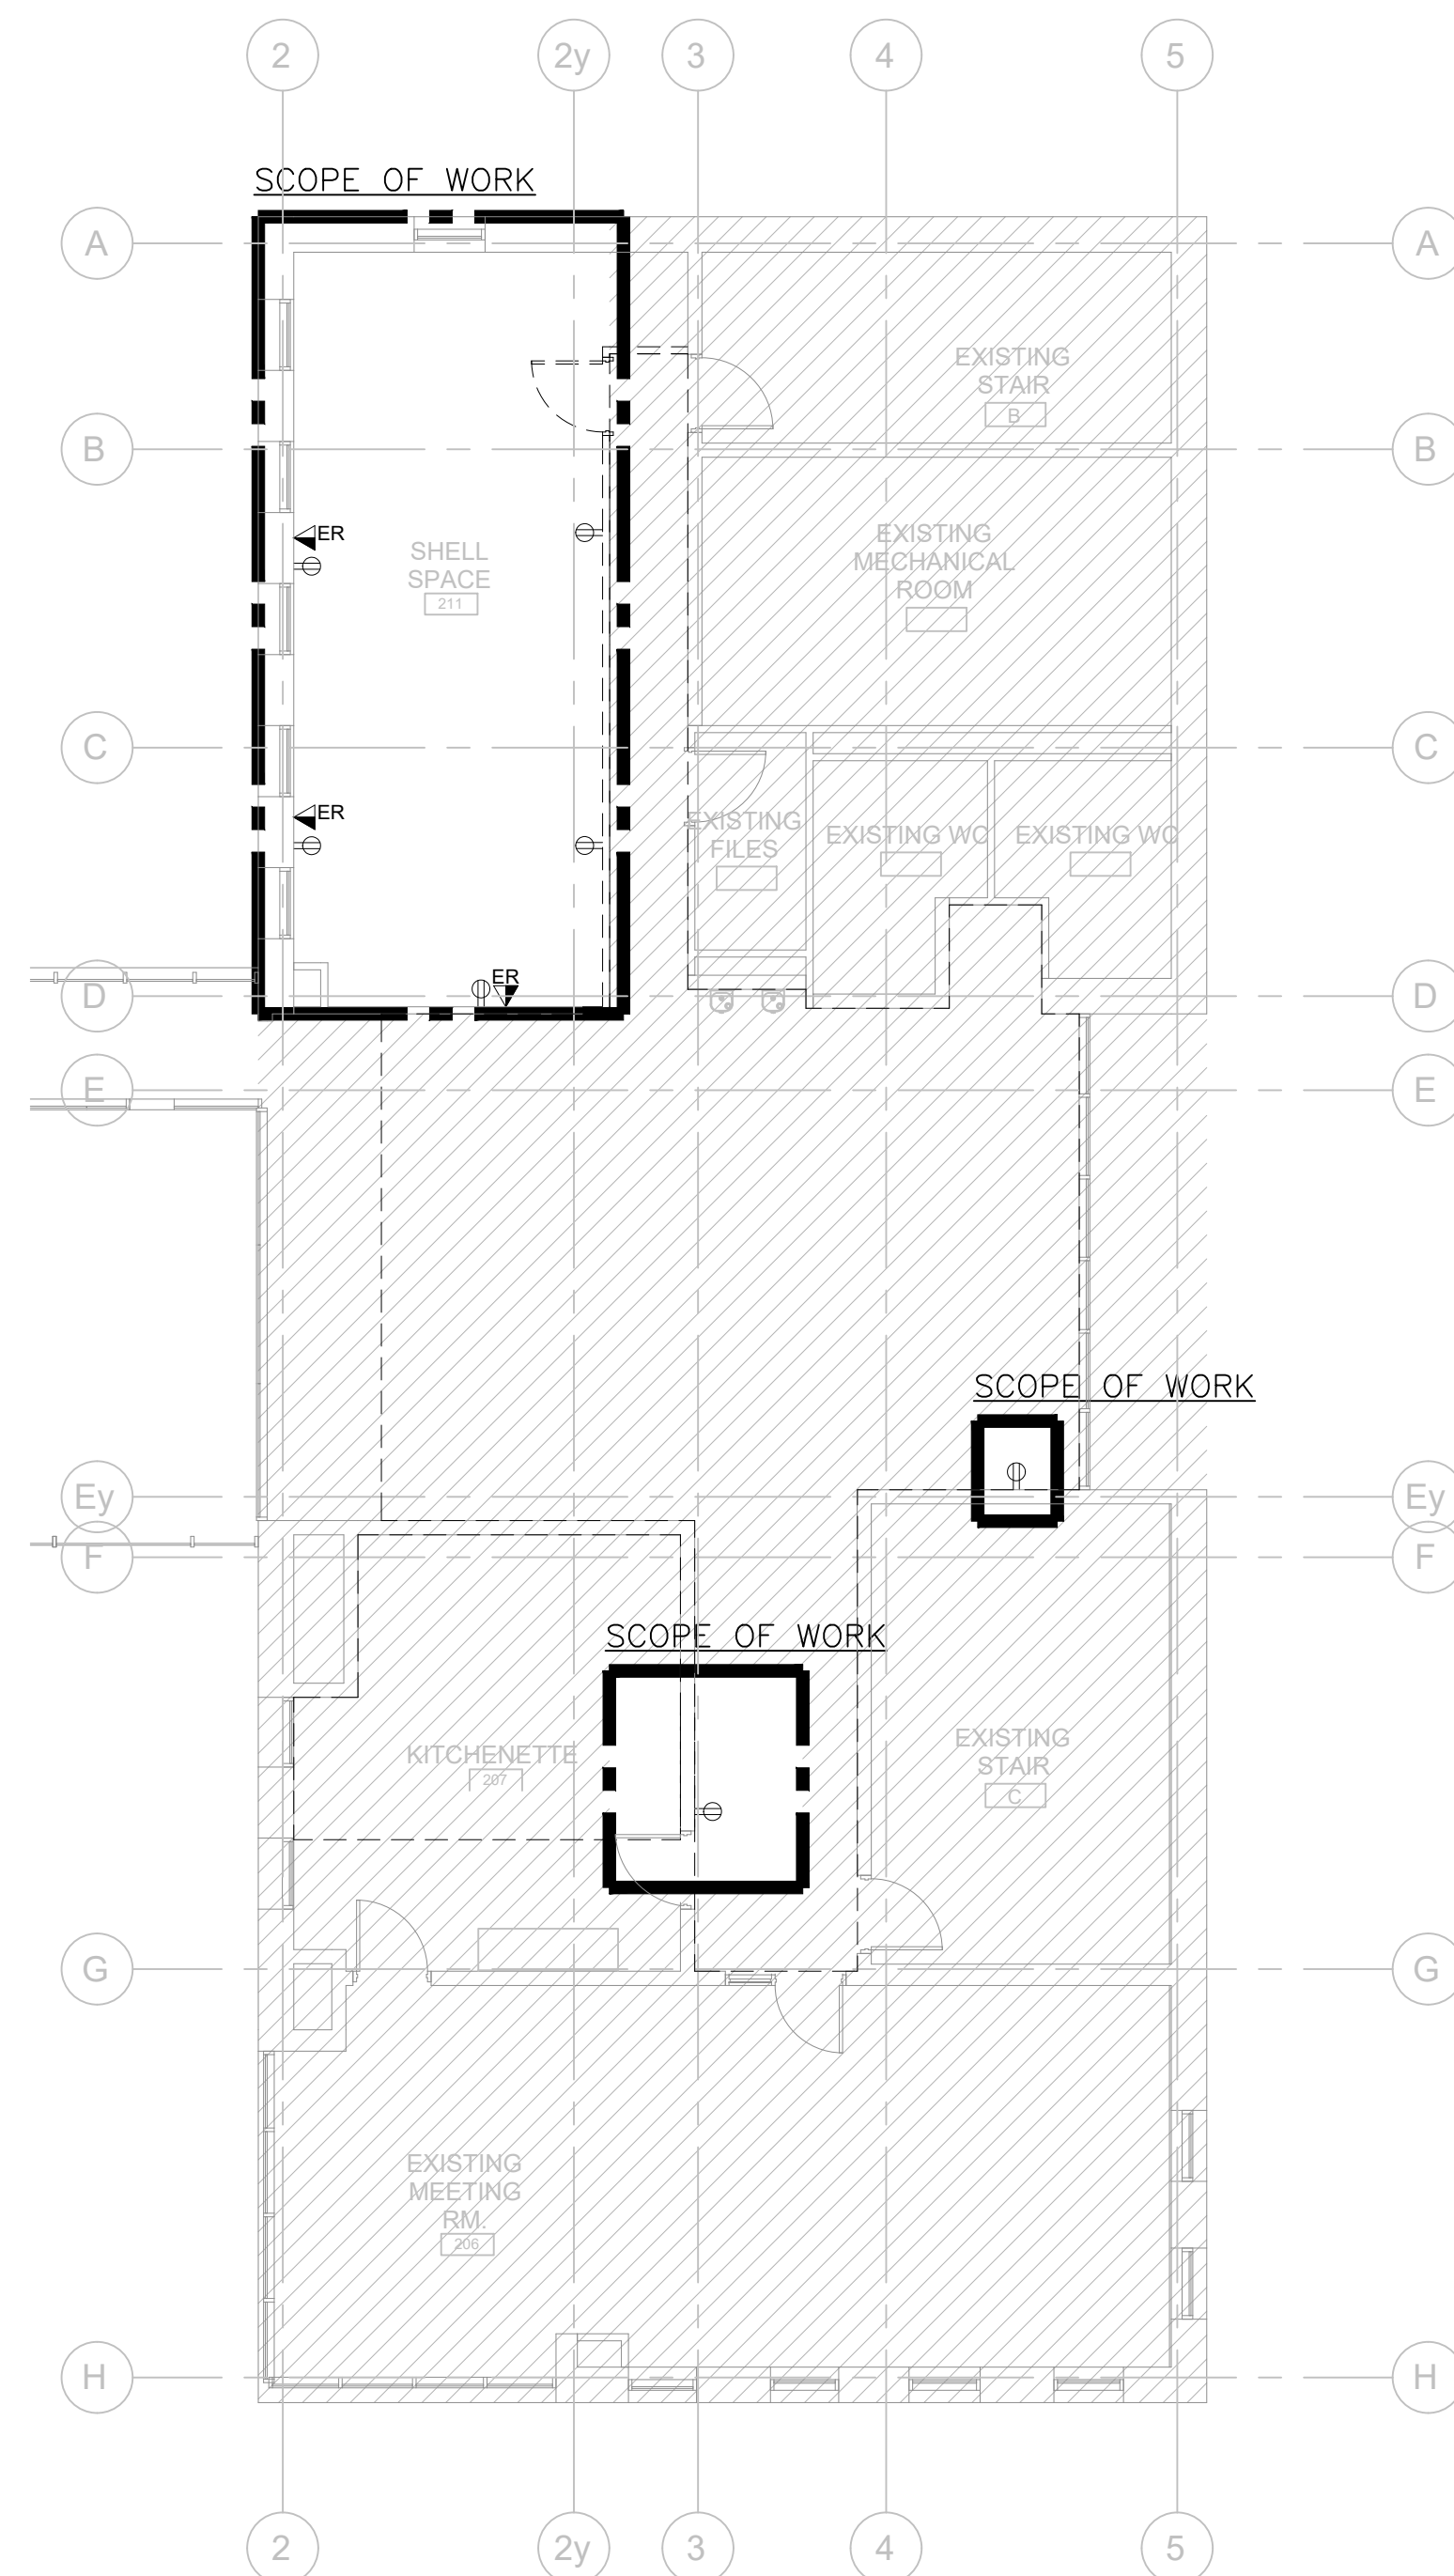 2 2y 3 4 5
SCOPE OF WORK
A A
EXISTING
STAIR
B
B B
EXISTING
MECHANICAL
ROOM
ER
SHELL
SPACE
211
C C
ER
EXISTING
FILES
EXISTING WC
EXISTING WC
ER
D D
E E
SCOPE OF WORK
Ey Ey
F F
SCOPE OF WORK
KITCHENETTE
207
EXISTING
STAIR
C
G G
EXISTING
MEETING
RM.
206
H H
2 2y 3 4 5